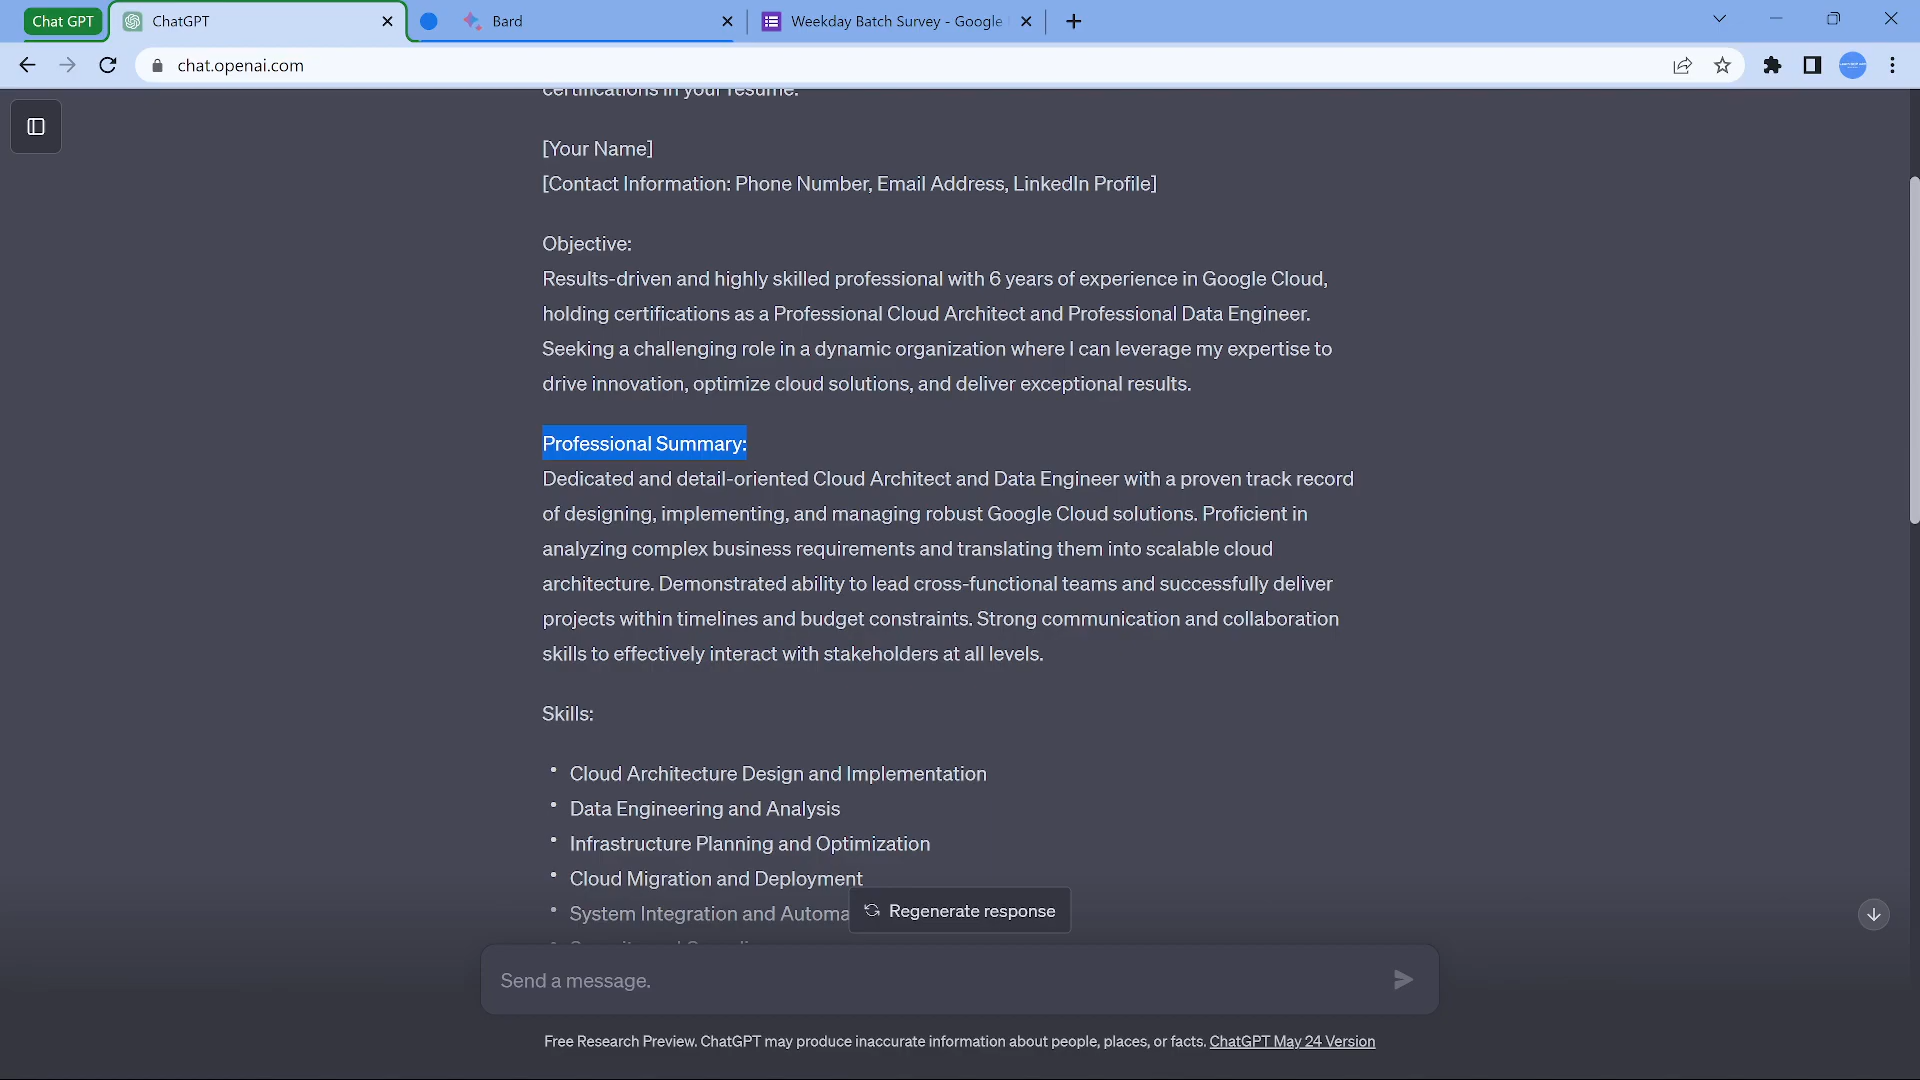 Chat GPT
ChatGPT
Bard
Weekday Batch Survey - Google
chat.openai.com
certifications in your resume.
[Your Name]
[Contact Information: Phone Number, Email Address, LinkedIn Profile]
Objective:
Results-driven and highly skilled professional with 6 years of experience in Google Cloud,
holding certifications as a Professional Cloud Architect and Professional Data Engineer.
Seeking a challenging role in a dynamic organization where I can leverage my expertise to
drive innovation, optimize cloud solutions, and deliver exceptional results.
Professional Summary:
Dedicated and detail-oriented Cloud Architect and Data Engineer with a proven track record
of designing, implementing, and managing robust Google Cloud solutions. Proficient in
analyzing complex business requirements and translating them into scalable cloud
architecture. Demonstrated ability to lead cross-functional teams and successfully deliver
projects within timelines and budget constraints. Strong communication and collaboration
skills to effectively interact with stakeholders at all levels.
Skills:
• Cloud Architecture Design and Implementation
• Data Engineering and Analysis
• Infrastructure Planning and Optimization
• Cloud Migration and Deployment
• System Integration and Automa
Regenerate response
Send a message.
Free Research Preview. ChatGPT may produce inaccurate information about people, places, or facts. ChatGPT May 24 Version